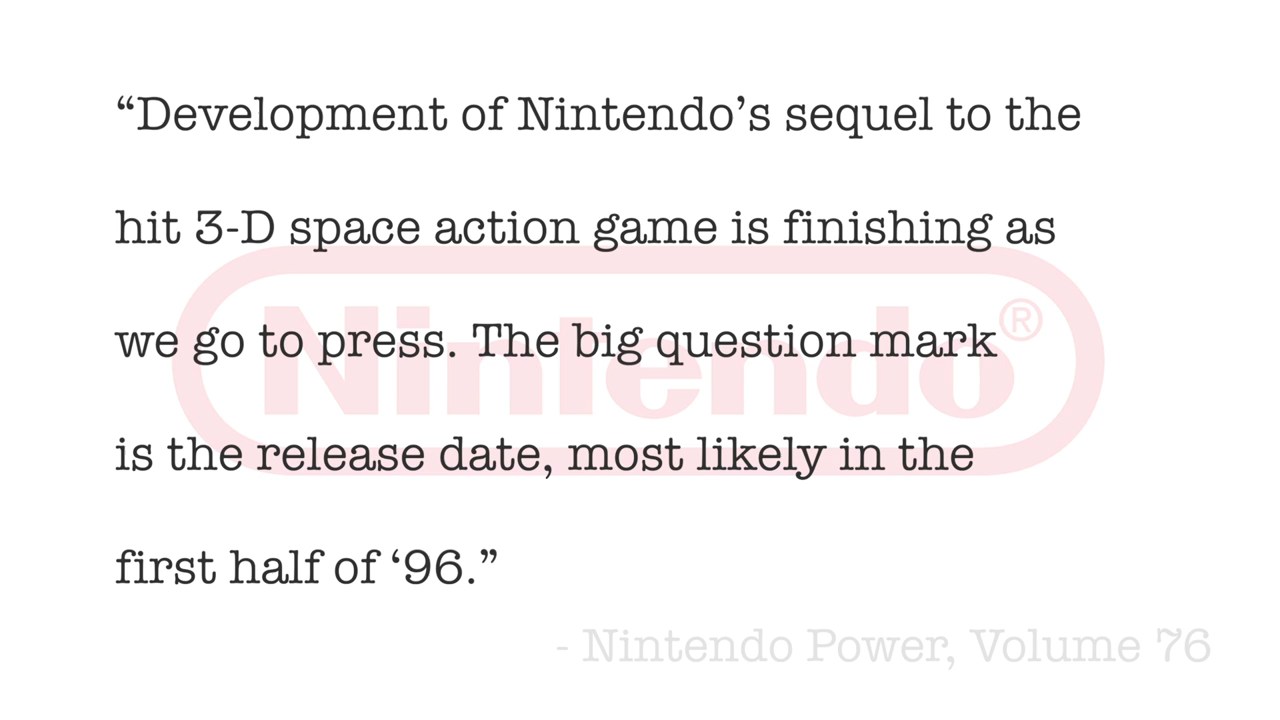 “Development of Nintendo’s sequel to the
hit 3-D space action game is finishing as
we go to press. The big question mark
is the release date, most likely in the
first half of ‘96.”
- Nintendo Power, Volume 76
Nintendo®